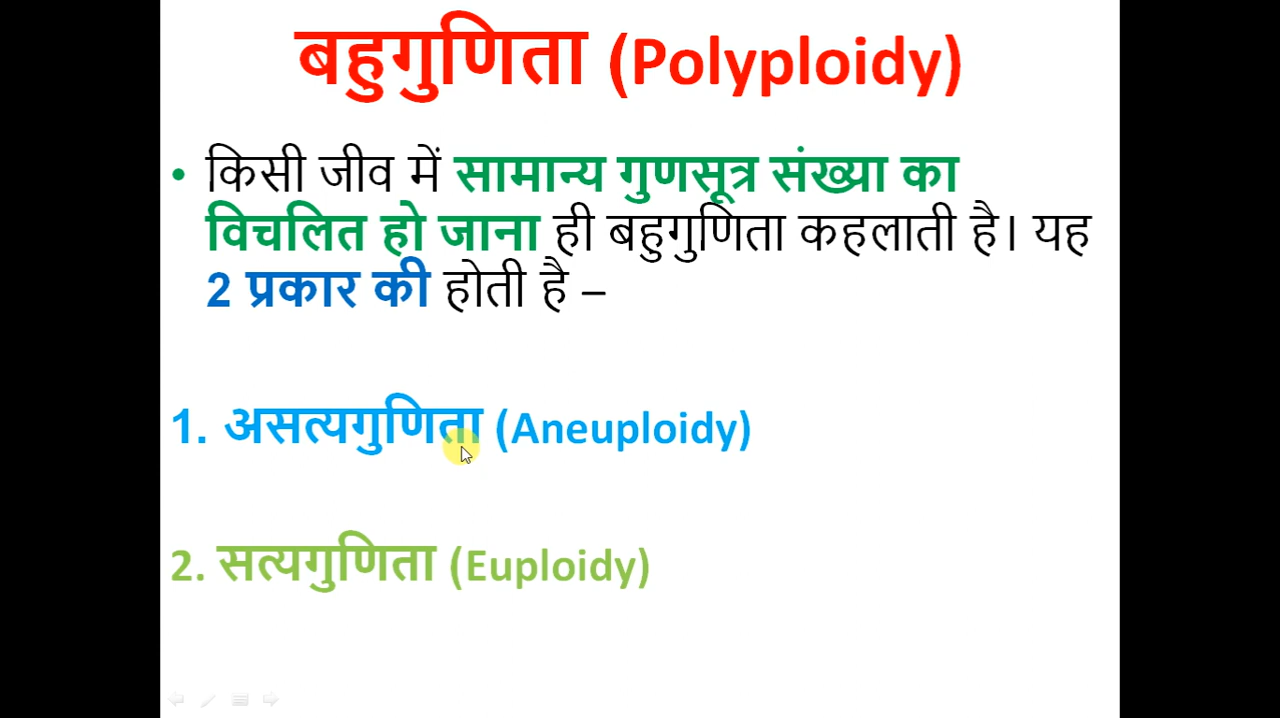 बहुगुणिता (Polyploidy)
• किसी जीव में सामान्य गुणसूत्र संख्या का
विचलित हो जाना ही बहुगुणिता कहलाती है। यह
2 प्रकार की होती है –
1. असत्यगुणिता (Aneuploidy)
2. सत्यगुणिता (Euploidy)